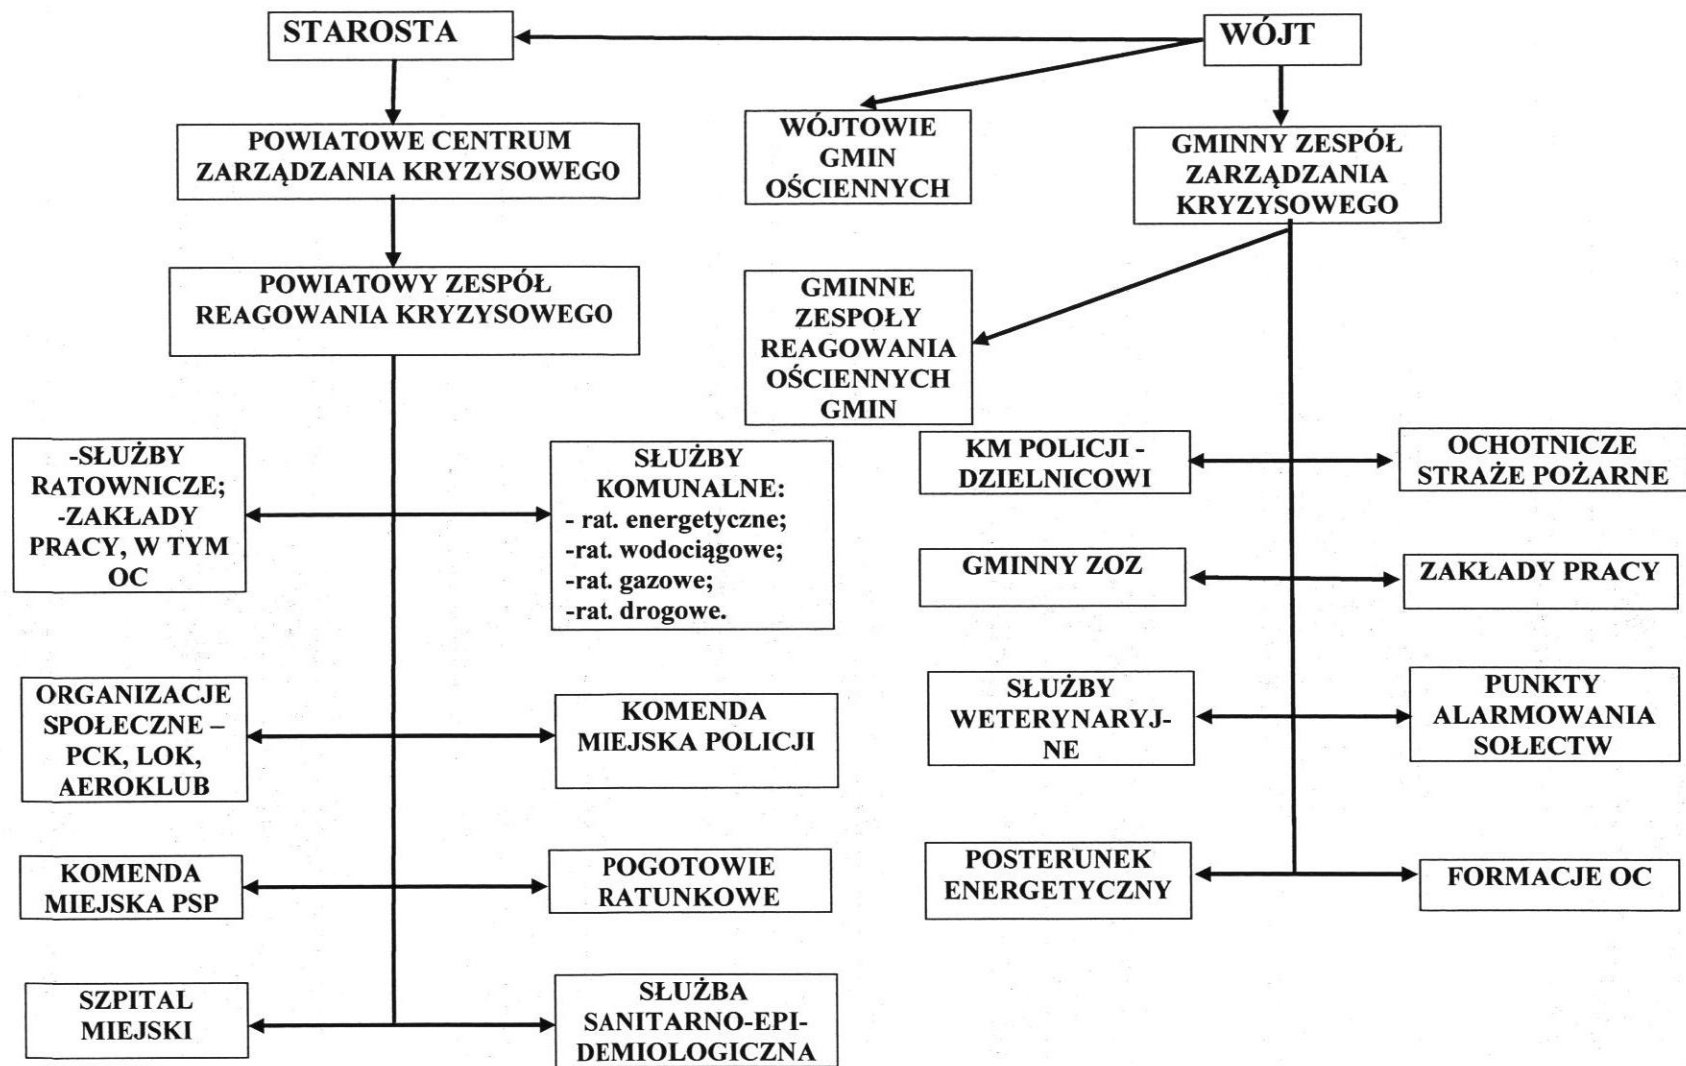 STAROSTA
WÓJT
POWIATOWE CENTRUM
ZARZĄDZANIA KRYZYSOWEGO
WÓJTOWIE
GMIN
OŚCIENNYCH
GMINNY ZESPÓŁ
ZARZĄDZANIA
KRYZYSOWEGO
POWIATOWY ZESPÓŁ
REAGOWANIA KRYZYSOWEGO
GMINNE
ZESPOŁY
REAGOWANIA
OŚCIENNYCH
GMIN
-SŁUŻBY
RATOWNICZE;
-ZAKŁADY
PRACY, W TYM
OC
SŁUŻBY
KOMUNALNE:
- rat. energetyczne;
-rat. wodociągowe;
-rat. gazowe;
-rat. drogowe.
KM POLICJI -
DZIELNICOWI
OCHOTNICZE
STRAŻE POŻARNE
GMINNY ZOZ
ZAKŁADY PRACY
ORGANIZACJE
SPOŁECZNE –
PCK, LOK,
AEROKLUB
KOMENDA
MIEJSKA POLICJI
SŁUŻBY
WETERYNARYJ-
NE
PUNKTY
ALARMOWANIA
SOŁECTW
KOMENDA
MIEJSKA PSP
POGOTOWIE
RATUNKOWE
POSTERUNEK
ENERGETYCZNY
FORMACJE OC
SZPITAL
MIEJSKI
SŁUŻBA
SANITARNO-EPI-
DEMIOLOGICZNA